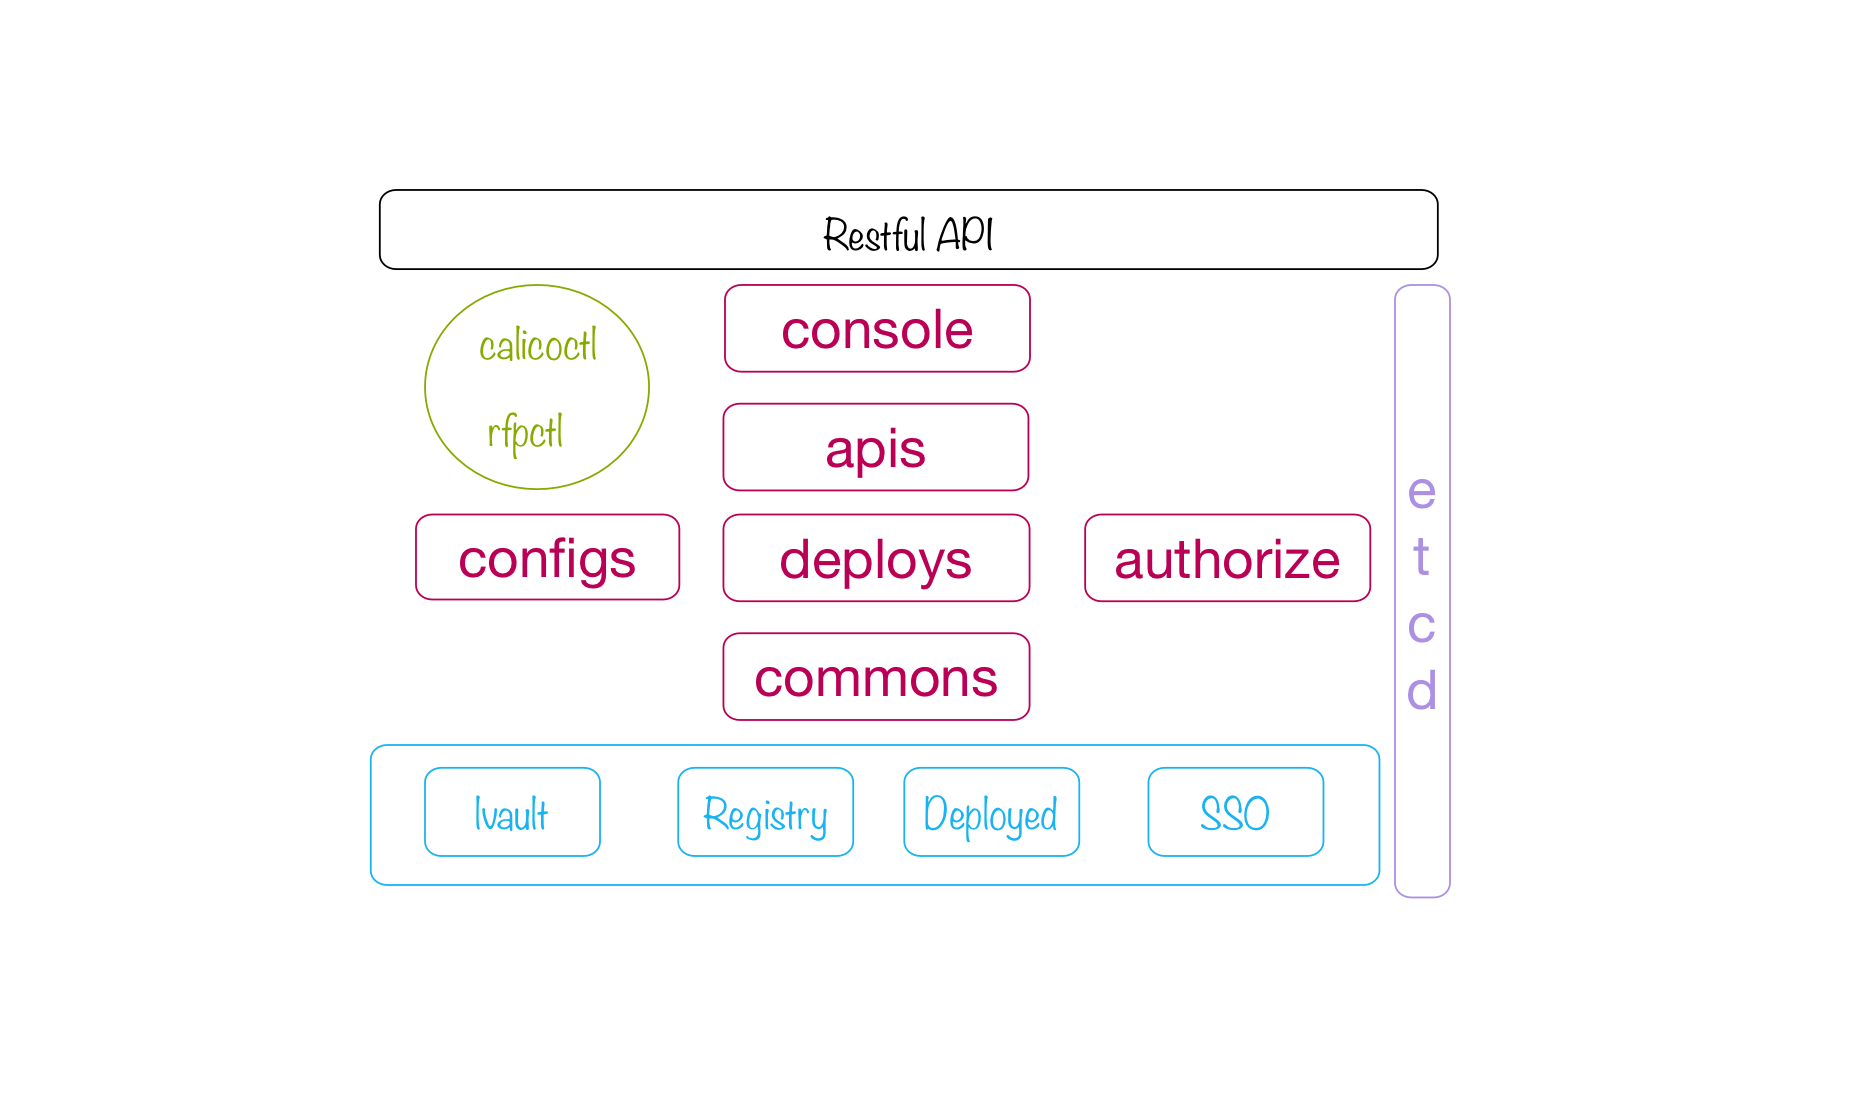 Restful API
calicoctl
rfpctl
console
apis
configs
deploys
authorize
commons
e
t
c
d
lvault
Registry
Deployed
SSO